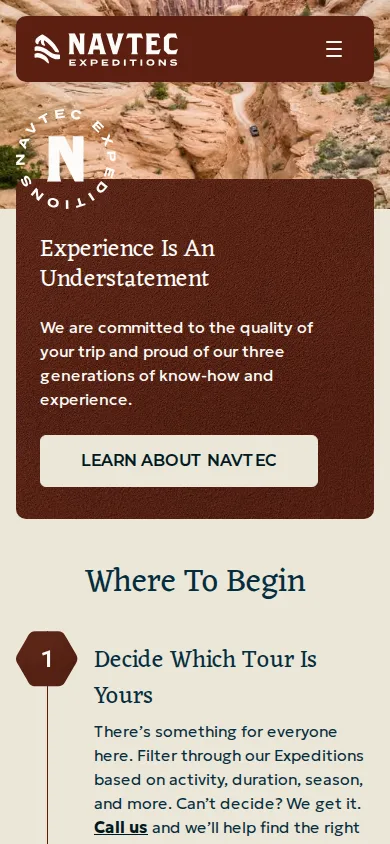 NAVTEC
EXPEDITIONS
NAVTEC EXPEDITIONS
N
Experience Is An
Understatement
We are committed to the quality of
your trip and proud of our three
generations of know-how and
experience.
LEARN ABOUT NAVTEC
Where To Begin
1
Decide Which Tour Is
Yours
There’s something for everyone
here. Filter through our Expeditions
based on activity, duration, season,
and more. Can’t decide? We get it.
Call us and we’ll help find the right